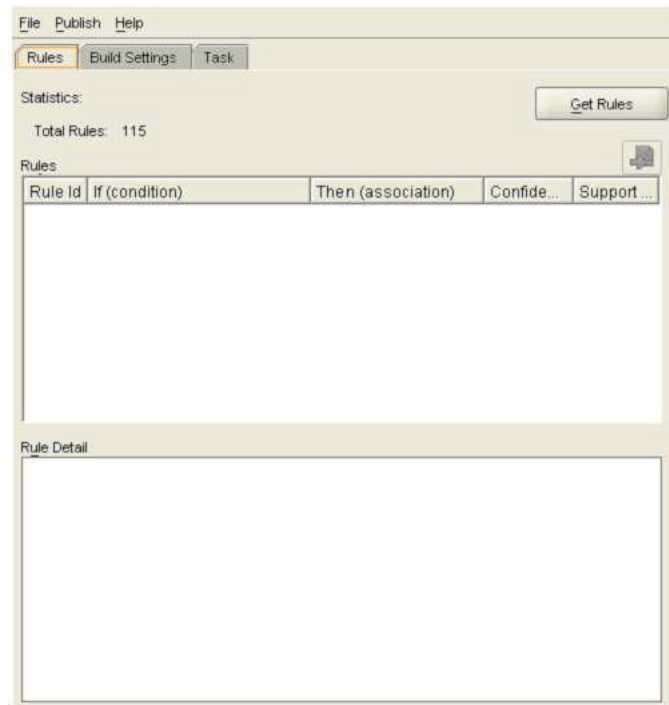 File Publish Help
Rules Build Settings Task
Statistics:
Get Rules
Total Rules: 115
Rules
Rule Id If (condition) Then (association) Confide... Support ...
Rule Detail